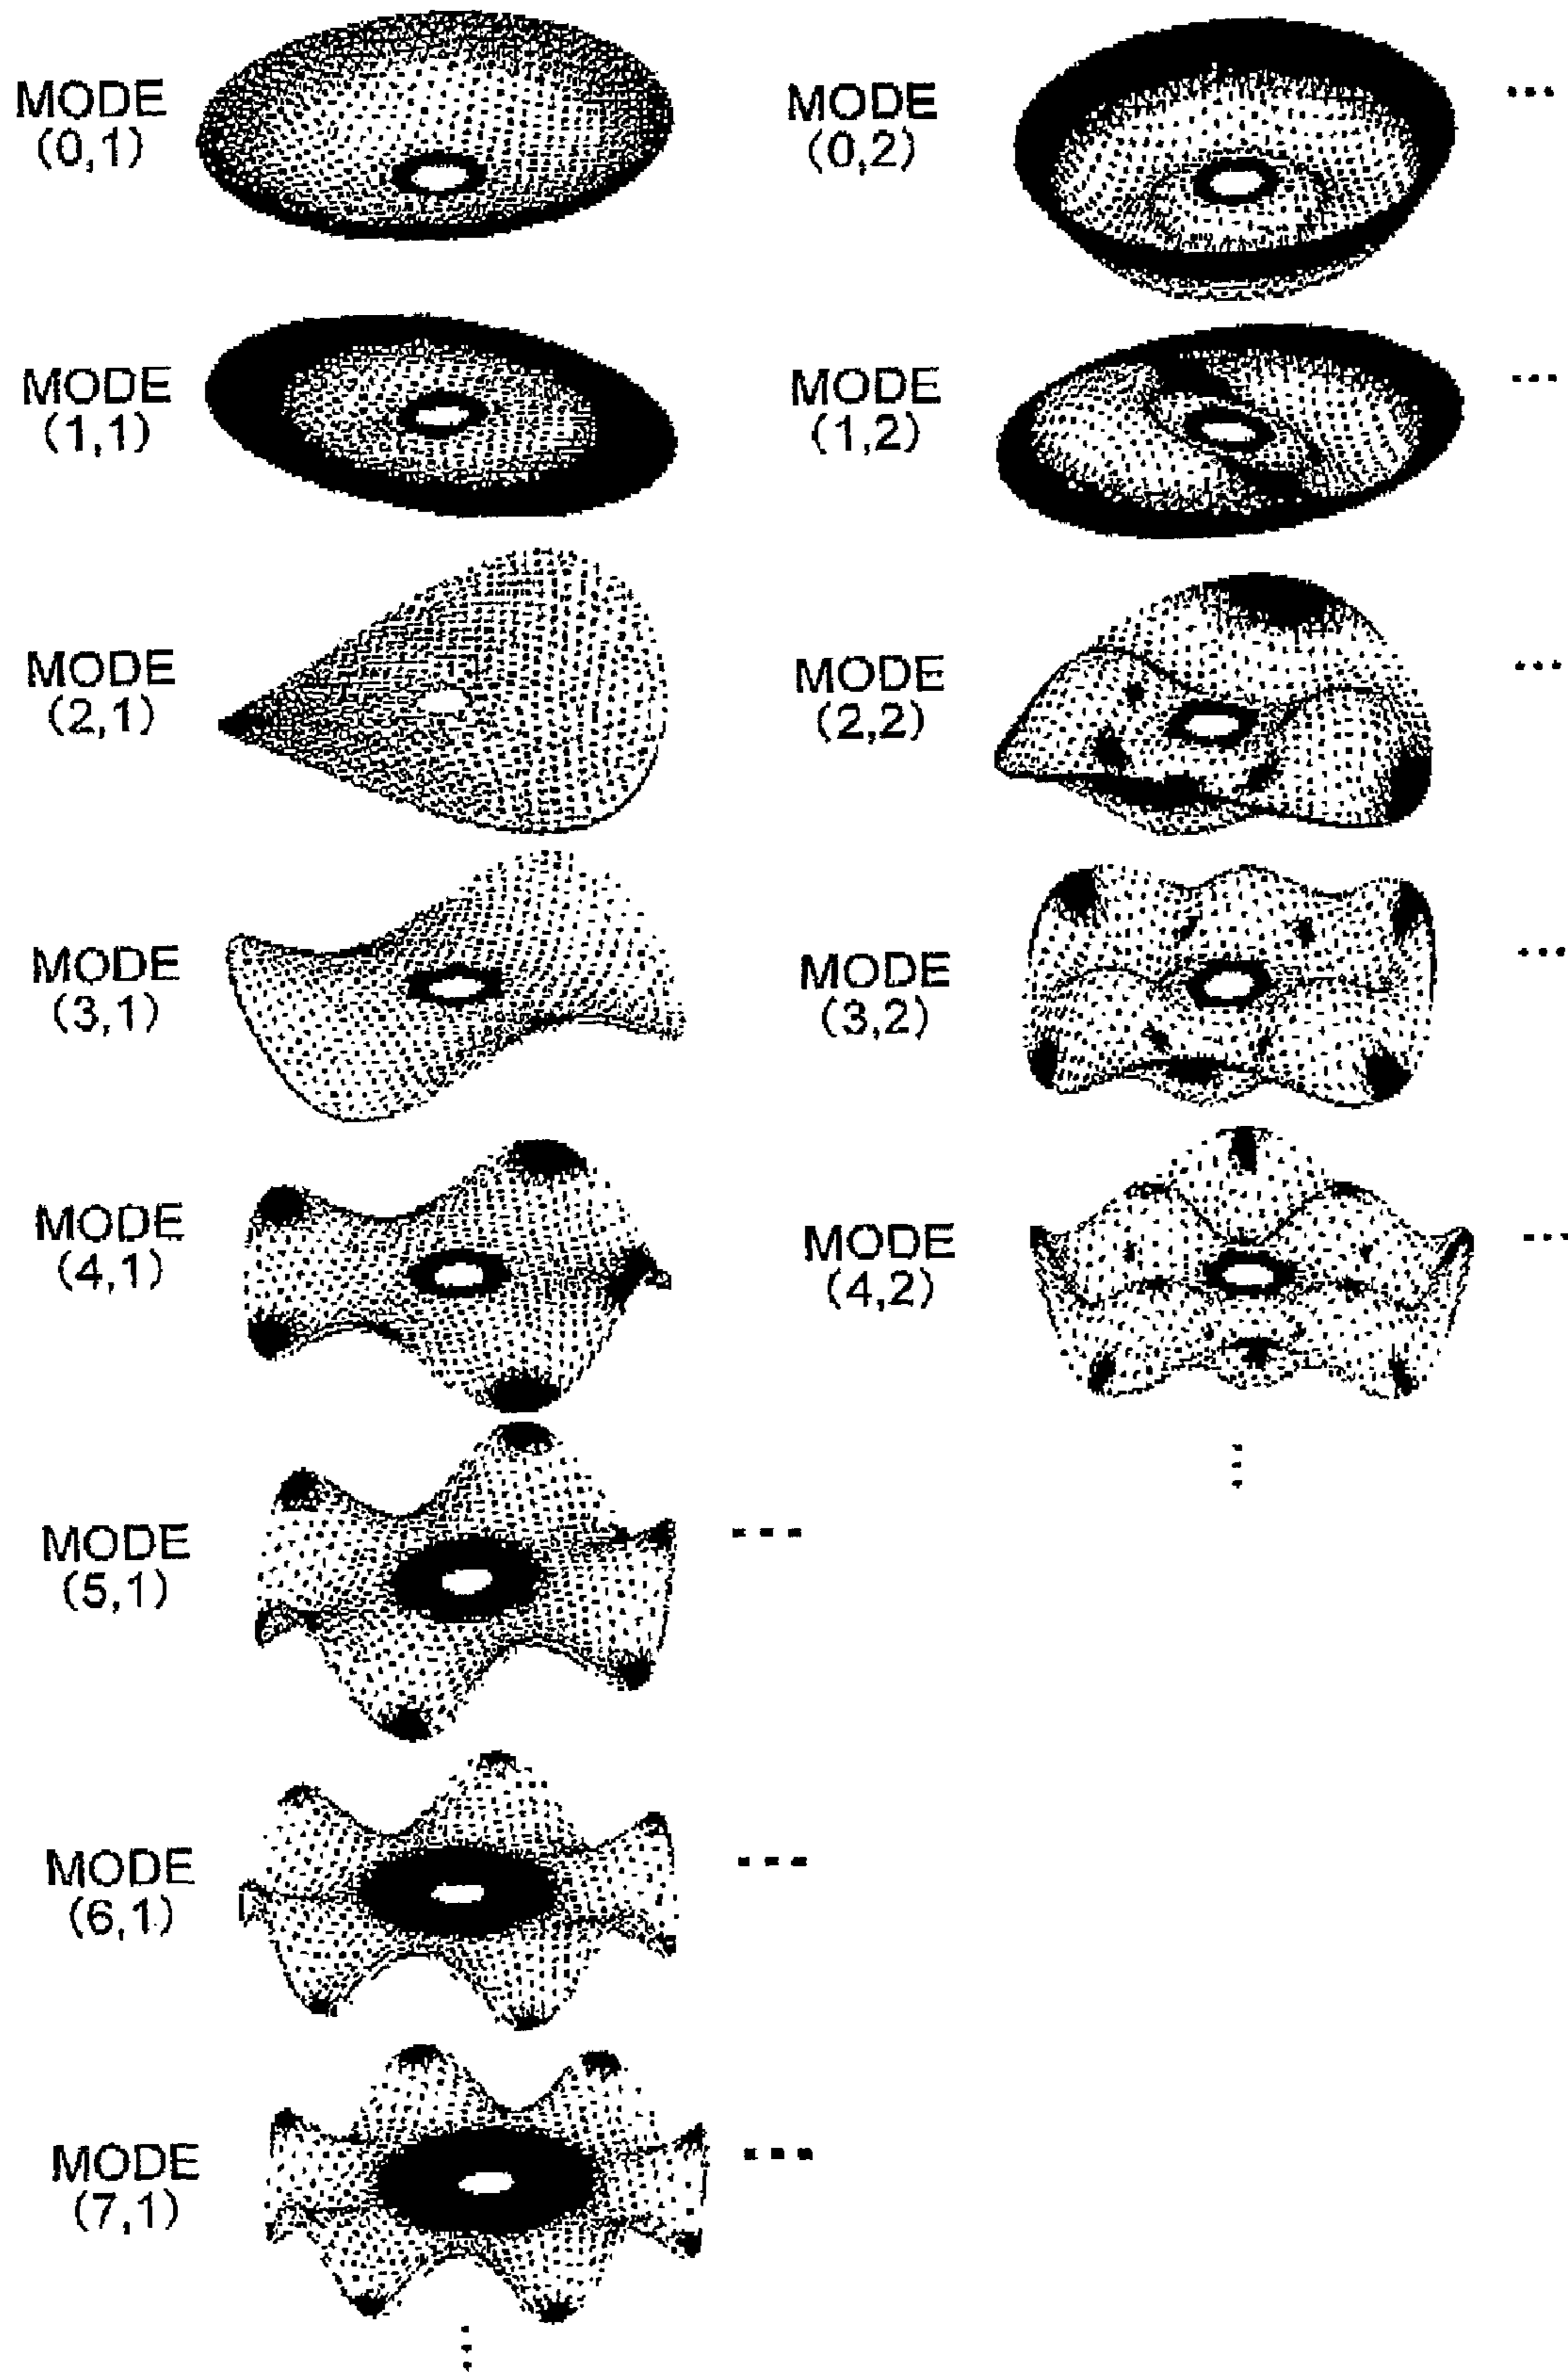 MODE
(0,1)
MODE
(0,2)
...
MODE
(1,1)
MODE
(1,2)
...
MODE
(2,1)
MODE
(2,2)
...
MODE
(3,1)
MODE
(3,2)
...
MODE
(4,1)
MODE
(4,2)
...
MODE
(5,1)
...
MODE
(6,1)
...
MODE
(7,1)
...